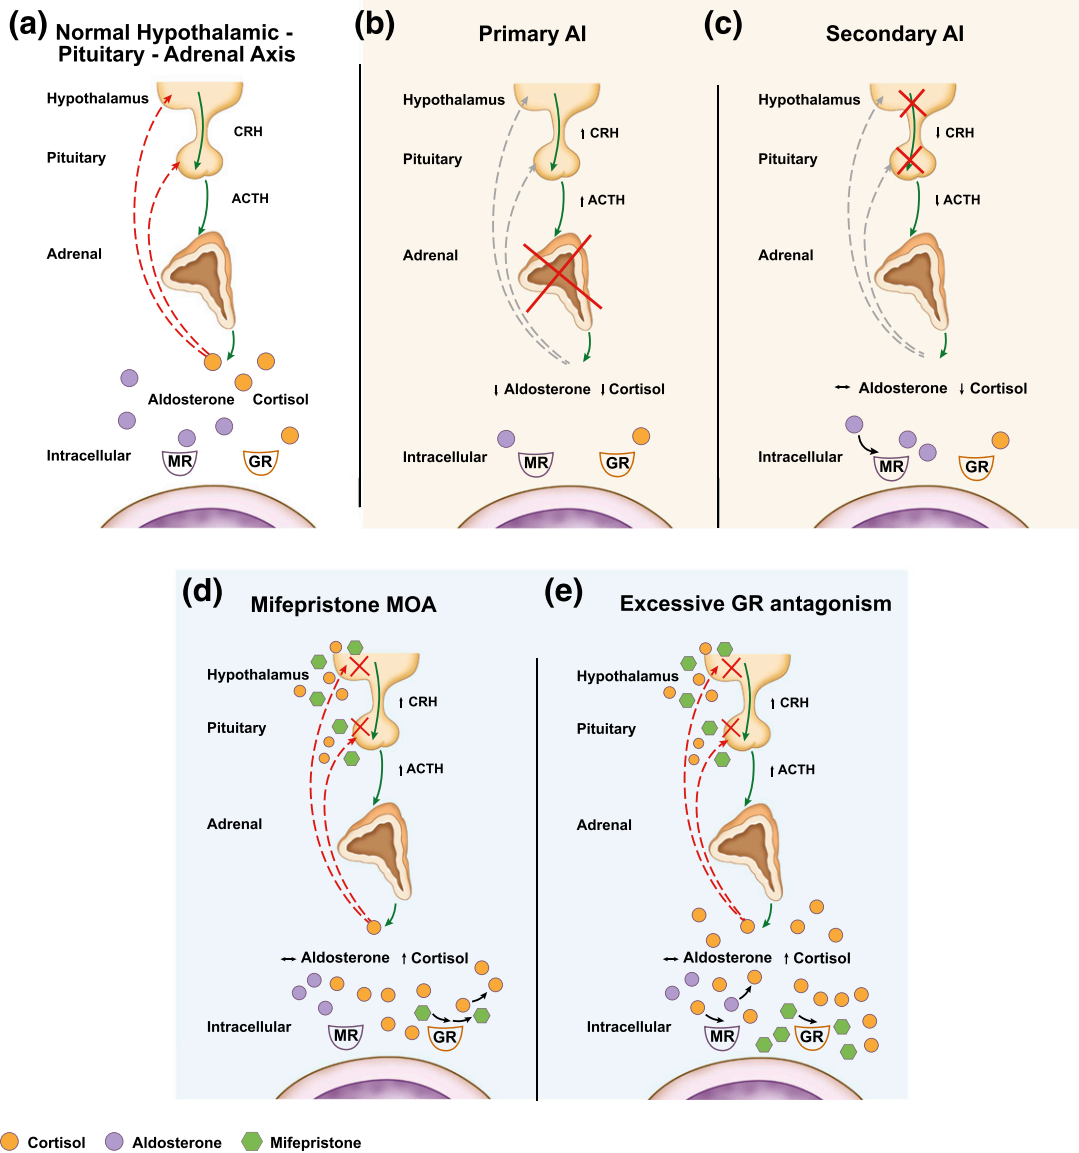 (a) Normal Hypothalamic -
Pituitary - Adrenal Axis
Hypothalamus
CRH
Pituitary
ACTH
Adrenal
Aldosterone Cortisol
Intracellular
MR
GR
(b) Primary AI
Hypothalamus
↑ CRH
Pituitary
↑ ACTH
Adrenal
↓ Aldosterone ↓ Cortisol
Intracellular
MR
GR
(c) Secondary AI
Hypothalamus
↓ CRH
Pituitary
↓ ACTH
Adrenal
↔ Aldosterone ↓ Cortisol
Intracellular
MR
GR
(d) Mifepristone MOA
Hypothalamus
↑ CRH
Pituitary
↑ ACTH
Adrenal
↔ Aldosterone ↑ Cortisol
Intracellular
MR
GR
(e) Excessive GR antagonism
Hypothalamus
↑ CRH
Pituitary
↑ ACTH
Adrenal
↔ Aldosterone ↑ Cortisol
Intracellular
MR
GR
Cortisol Aldosterone Mifepristone